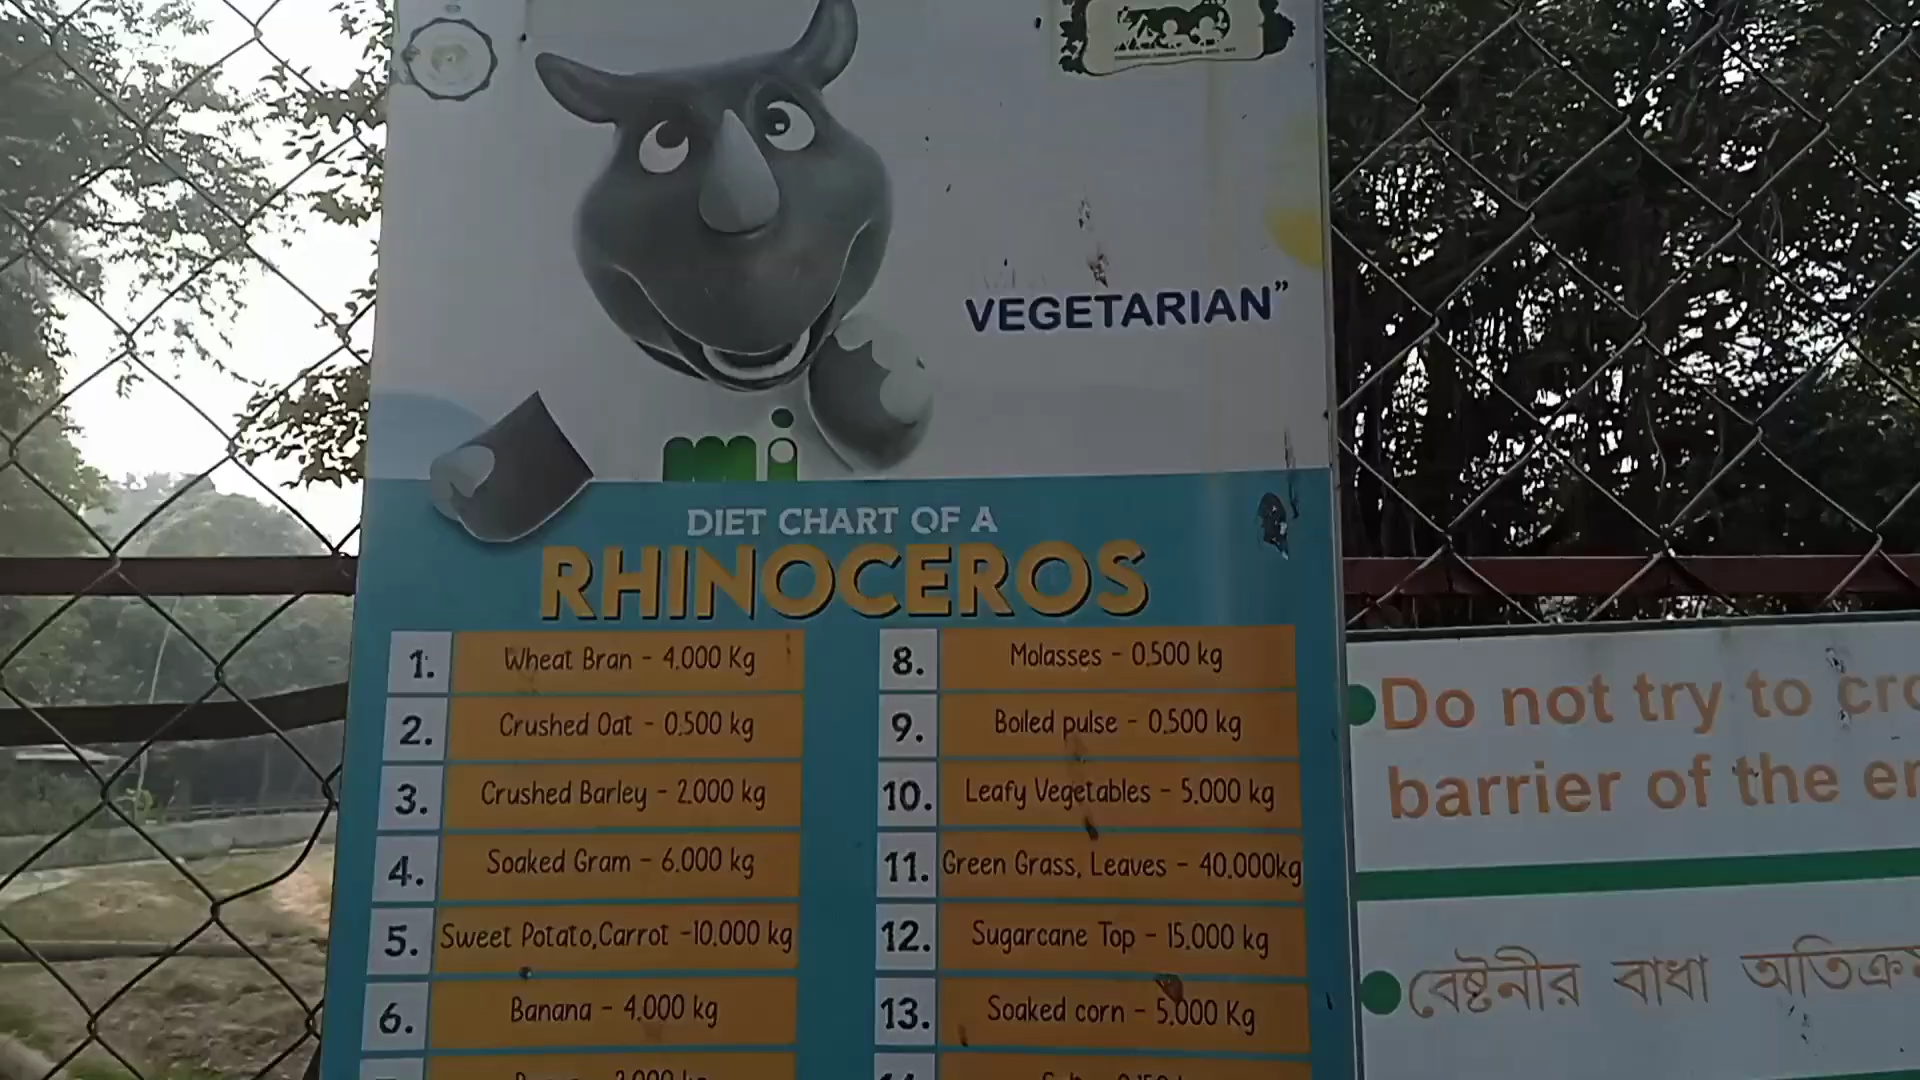 VEGETARIAN”
mi
DIET CHART OF A
RHINOCEROS
1. Wheat Bran - 4.000 Kg
2. Crushed Oat - 0.500 kg
3. Crushed Barley - 2.000 kg
4. Soaked Gram - 6.000 kg
5. Sweet Potato,Carrot -10.000 kg
6. Banana - 4.000 kg
8. Molasses - 0.500 kg
9. Boiled pulse - 0.500 kg
10. Leafy Vegetables - 5.000 kg
11. Green Grass, Leaves - 40.000kg
12. Sugarcane Top - 15.000 kg
13. Soaked corn - 5.000 Kg
Do not try to
barrier of the
বেষ্টনীর বাধা